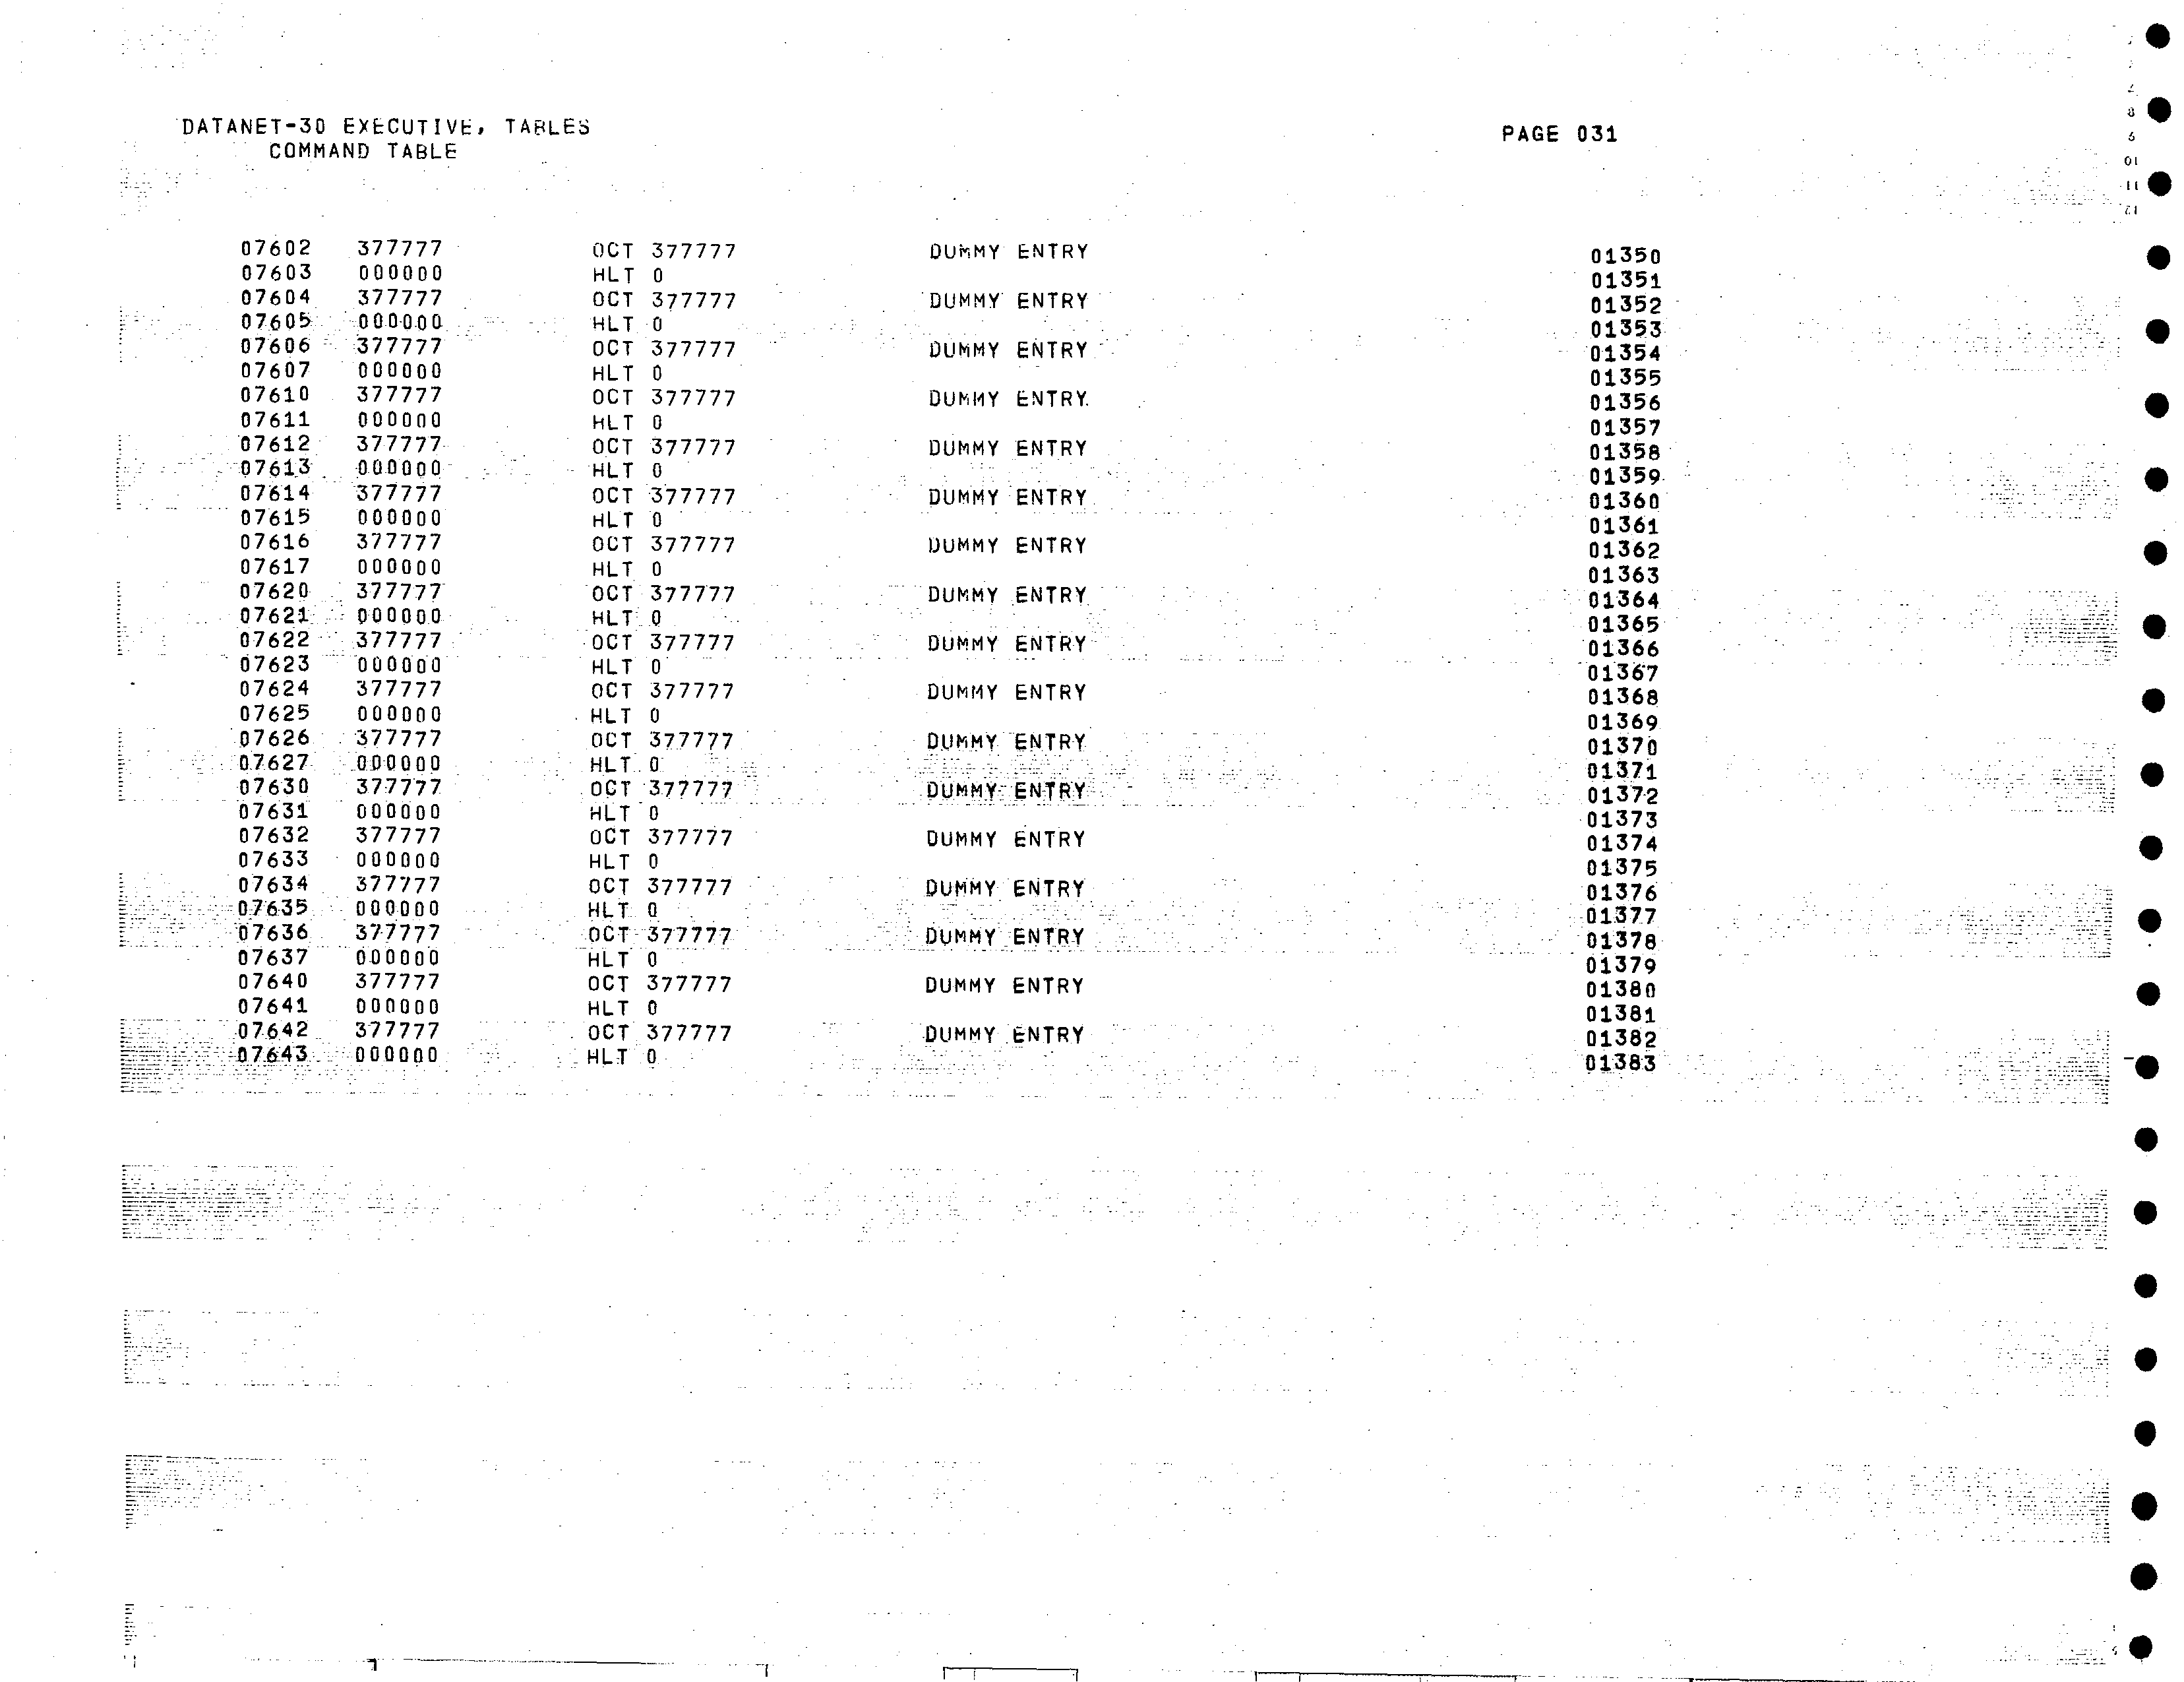 DATANET-30 EXECUTIVE, TABLES PAGE 031
COMMAND TABLE
07602 377777 OCT 377777 DUMMY ENTRY 01350
07603 000000 HLT 0 01351
07604 377777 OCT 377777 DUMMY ENTRY 01352
07605 000000 HLT 0 01353
07606 377777 OCT 377777 DUMMY ENTRY 01354
07607 000000 HLT 0 01355
07610 377777 OCT 377777 DUMMY ENTRY 01356
07611 000000 HLT 0 01357
07612 377777 OCT 377777 DUMMY ENTRY 01358
07613 000000 HLT 0 01359
07614 377777 OCT 377777 DUMMY ENTRY 01360
07615 000000 HLT 0 01361
07616 377777 OCT 377777 DUMMY ENTRY 01362
07617 000000 HLT 0 01363
07620 377777 OCT 377777 DUMMY ENTRY 01364
07621 000000 HLT 0 01365
07622 377777 OCT 377777 DUMMY ENTRY 01366
07623 000000 HLT 0 01367
07624 377777 OCT 377777 DUMMY ENTRY 01368
07625 000000 HLT 0 01369
07626 377777 OCT 377777 DUMMY ENTRY 01370
07627 000000 HLT 0 01371
07630 377777 OCT 377777 DUMMY ENTRY 01372
07631 000000 HLT 0 01373
07632 377777 OCT 377777 DUMMY ENTRY 01374
07633 000000 HLT 0 01375
07634 377777 OCT 377777 DUMMY ENTRY 01376
07635 000000 HLT 0 01377
07636 377777 OCT 377777 DUMMY ENTRY 01378
07637 000000 HLT 0 01379
07640 377777 OCT 377777 DUMMY ENTRY 01380
07641 000000 HLT 0 01381
07642 377777 OCT 377777 DUMMY ENTRY 01382
07643 000000 HLT 0 01383